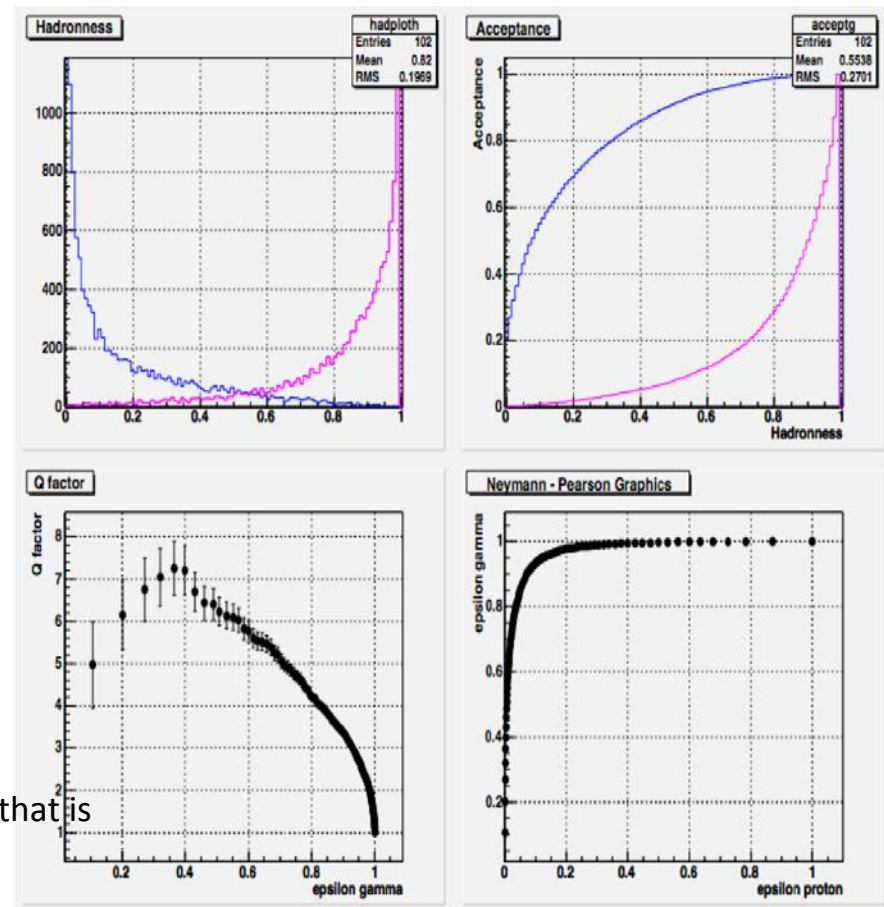 Hadronness
hadploth
Entries 102
Mean 0.82
RMS 0.1969
1000
800
600
400
200
0
0 0.2 0.4 0.6 0.8 1
Acceptance
acceptg
Entries 102
Mean 0.5538
RMS 0.2701
Acceptance
1
0.8
0.6
0.4
0.2
0
0 0.2 0.4 0.6 0.8 1
Hadronness
Q factor
Q factor
8
7
6
5
4
3
2
1
0.2 0.4 0.6 0.8 1
epsilon gamma
that is
Neymann - Pearson Graphics
epsilon gamma
1
0.8
0.6
0.4
0.2
0 0.2 0.4 0.6 0.8 1
epsilon proton